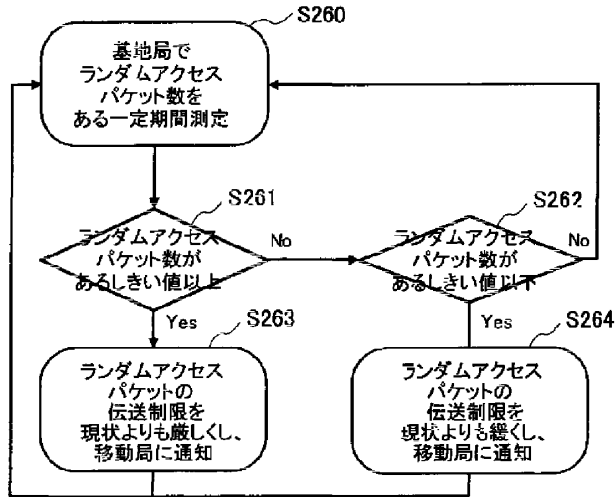 S260
基地局で
ランダムアクセス
パケット数を
ある一定期間測定
S261
ランダムアクセス
パケット数が
あるしきい値以上
No
Yes
S262
ランダムアクセス
パケット数が
あるしきい値以下
No
Yes
S263
ランダムアクセス
パケットの
伝送制限を
現状よりも厳しくし、
移動局に通知
S264
ランダムアクセス
パケットの
伝送制限を
現状よりも緩くし、
移動局に通知